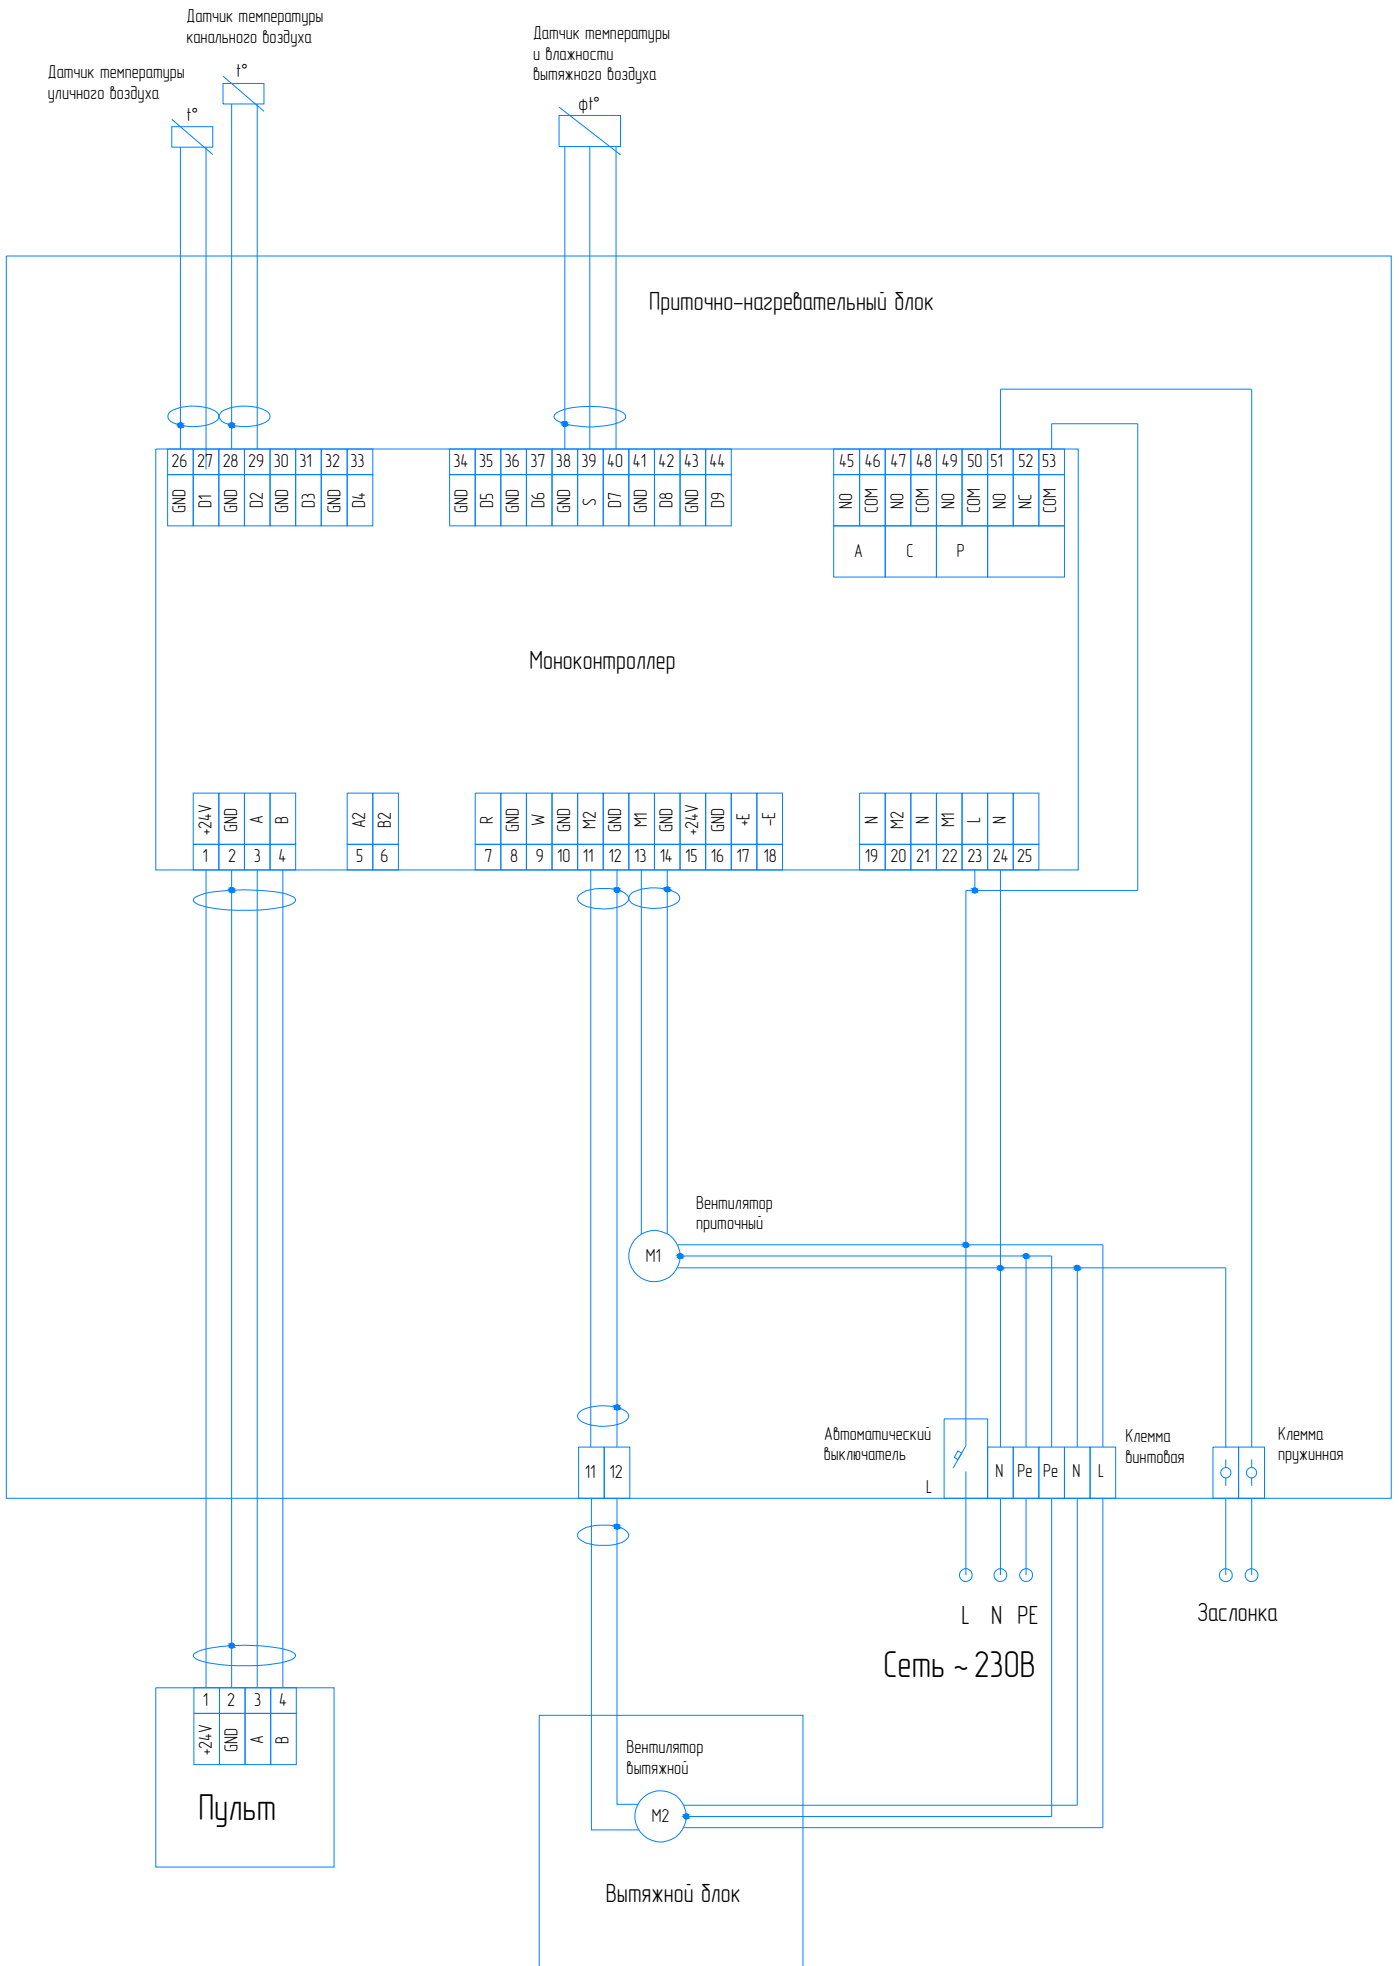 Датчик температуры
канального воздуха
t°
Датчик температуры
уличного воздуха
t°
Датчик температуры
и влажности
вытяжного воздуха
φt°
Приточно-нагревательный блок
26 27 28 29 30 31 32 33
GND D1 GND D2 GND D3 GND D4
34 35 36 37 38 39 40 41 42 43 44
GND D5 GND D6 GND S D7 GND D8 GND D9
45 46 47 48 49 50 51 52 53
NO COM NO COM NO COM NO NC COM
A C P
Моноконтроллер
+24V GND A B
1 2 3 4
A2 B2
5 6
R GND W GND M2 GND M1 GND +24V GND +E -E
7 8 9 10 11 12 13 14 15 16 17 18
N M2 N M1 L N
19 20 21 22 23 24 25
Вентилятор
приточный
M1
Автоматический
выключатель
L
11 12
N Pe Pe N L
Клемма
винтовая
Клемма
пружинная
L N PE
Сеть ~ 230В
Заслонка
1 2 3 4
+24V GND A B
Пульт
Вентилятор
вытяжной
M2
Вытяжной блок